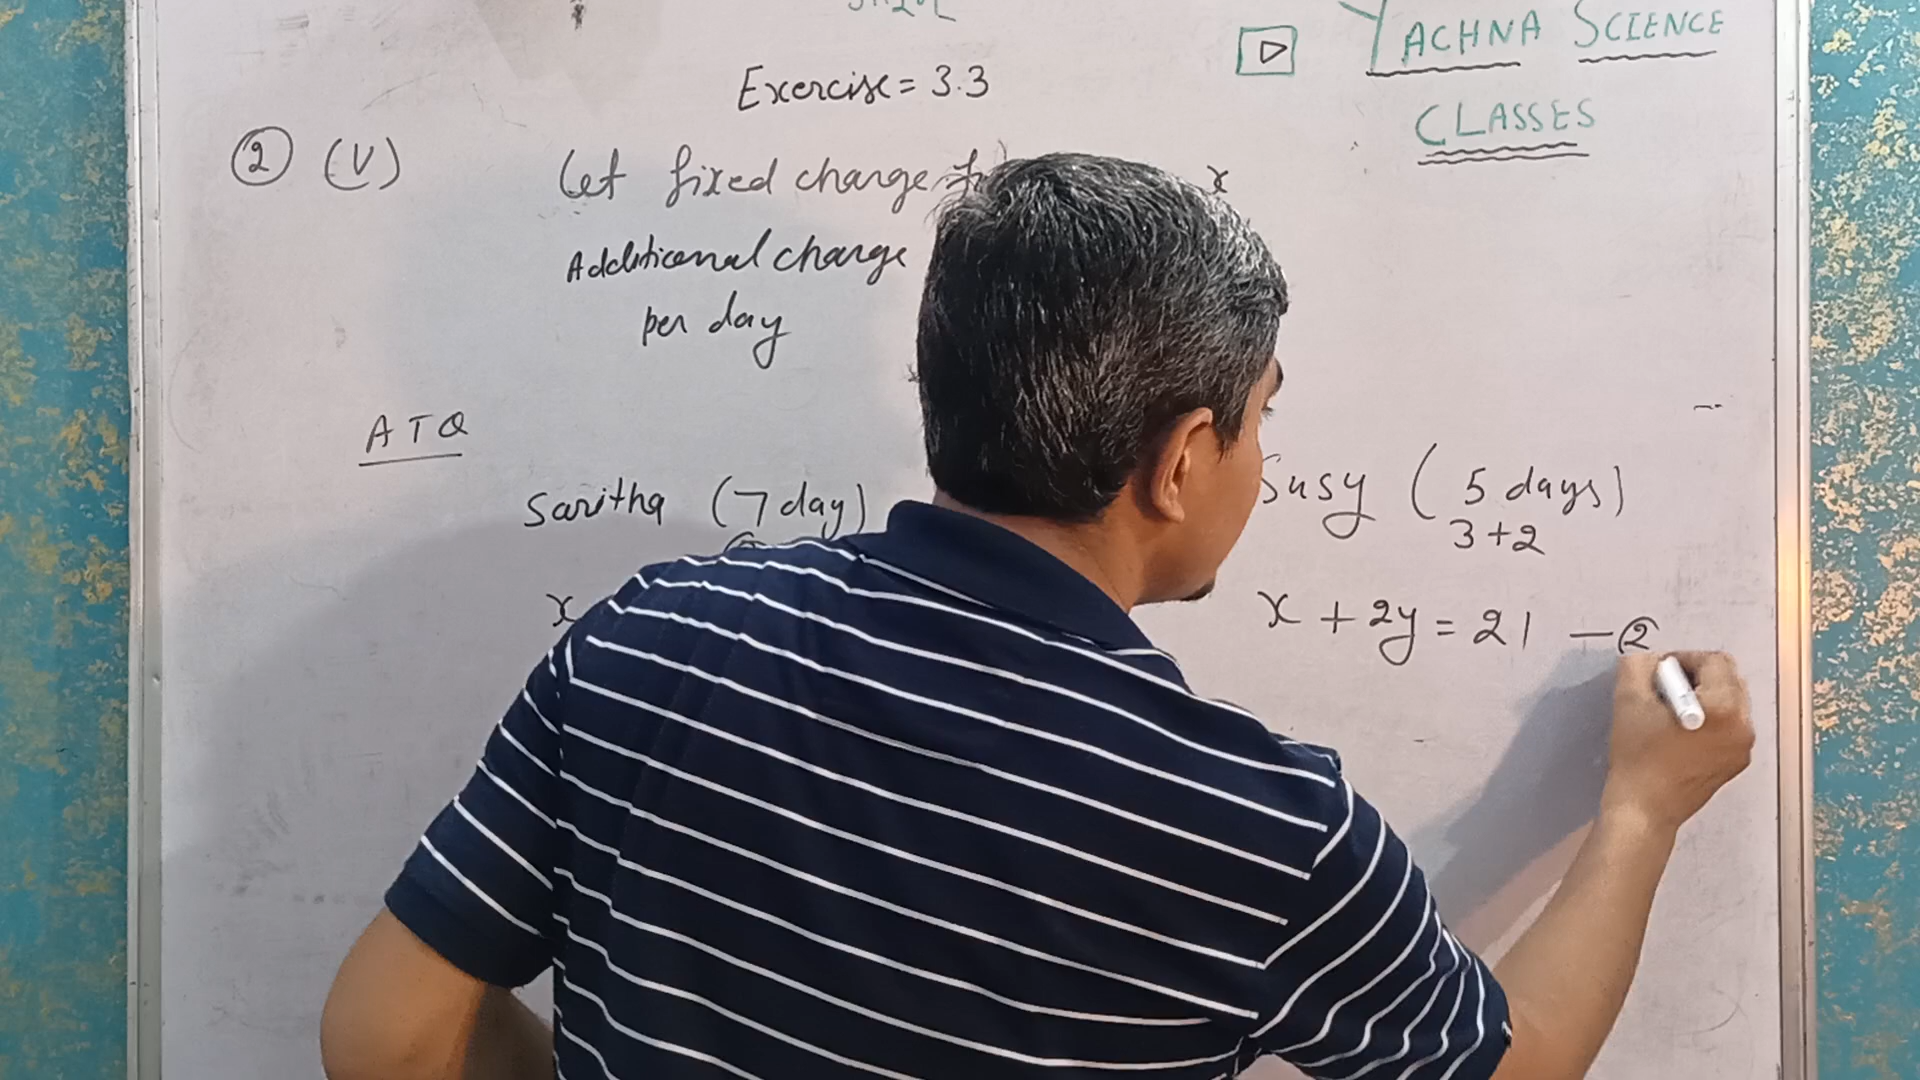 YACHNA SCIENCE
CLASSES
Exercise = 3.3
② (V) Let fixed charge x
Additional charge
per day
ATQ
Saritha (7 day)
Susy (5 days)
3+2
x
x + 2y = 21 — ②